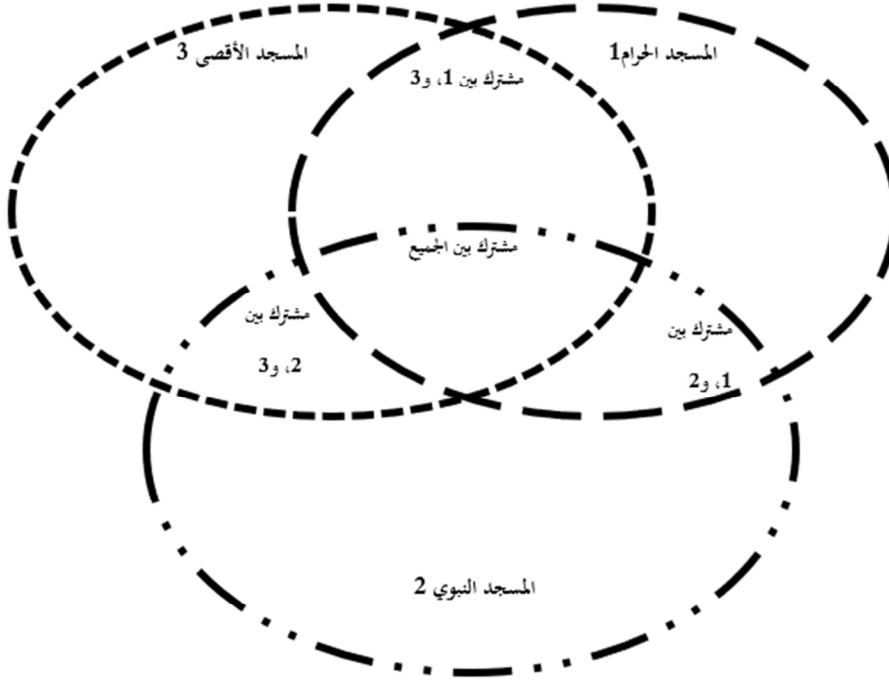 المسجد الحرام1
المسجد الأقصى 3
مشترك بين 1، و3
مشترك بين الجميع
مشترك بين
1، و2
مشترك بين
2، و3
المسجد النبوي 2